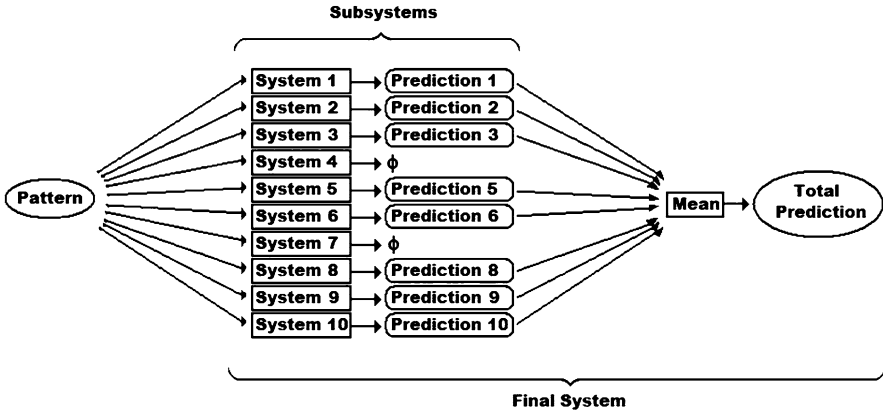 Subsystems
System 1 Prediction 1
System 2 Prediction 2
System 3 Prediction 3
System 4 ϕ
Pattern System 5 Prediction 5 Mean Total Prediction
System 6 Prediction 6
System 7 ϕ
System 8 Prediction 8
System 9 Prediction 9
System 10 Prediction 10
Final System